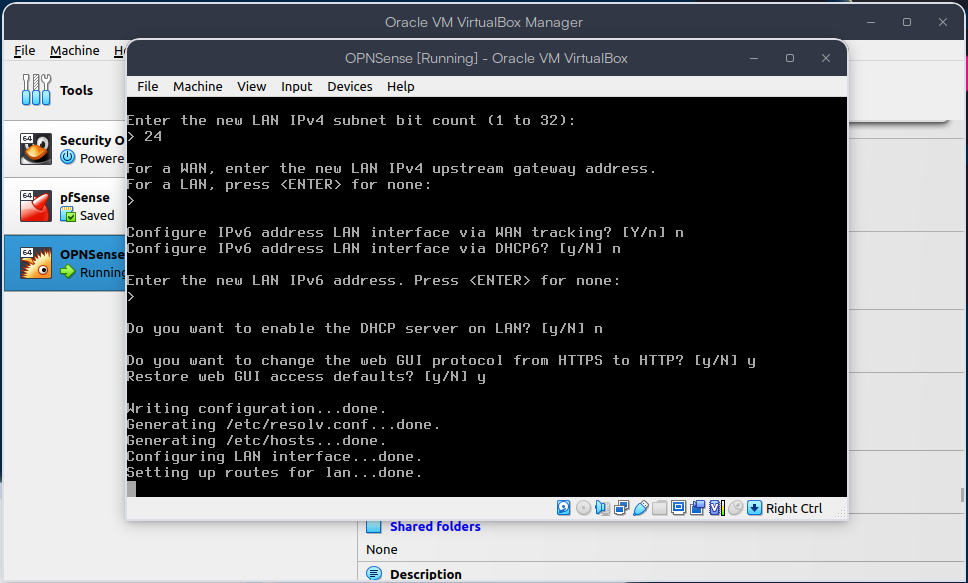 Oracle VM VirtualBox Manager
File Machine
Tools
64
Security O
Powere
64
pfSense
Saved
64
OPNSense
Running
OPNSense [Running] - Oracle VM VirtualBox
File Machine View Input Devices Help
Enter the new LAN IPv4 subnet bit count (1 to 32):
> 24
For a WAN, enter the new LAN IPv4 upstream gateway address.
For a LAN, press <ENTER> for none:
>
Configure IPv6 address LAN interface via WAN tracking? [Y/n] n
Configure IPv6 address LAN interface via DHCP6? [y/N] n
Enter the new LAN IPv6 address. Press <ENTER> for none:
>
Do you want to enable the DHCP server on LAN? [y/N] n
Do you want to change the web GUI protocol from HTTPS to HTTP? [y/N] y
Restore web GUI access defaults? [y/N] y
Writing configuration...done.
Generating /etc/resolv.conf...done.
Generating /etc/hosts...done.
Configuring LAN interface...done.
Setting up routes for lan...done.
Right Ctrl
Shared folders
None
Description